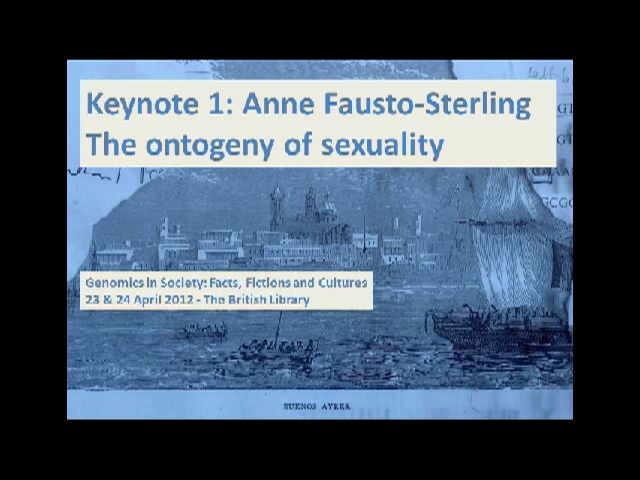 Keynote 1: Anne Fausto-Sterling
The ontogeny of sexuality
GCGC
Genomics in Society: Facts, Fictions and Cultures
23 & 24 April 2012 - The British Library
BUENOS AYRES